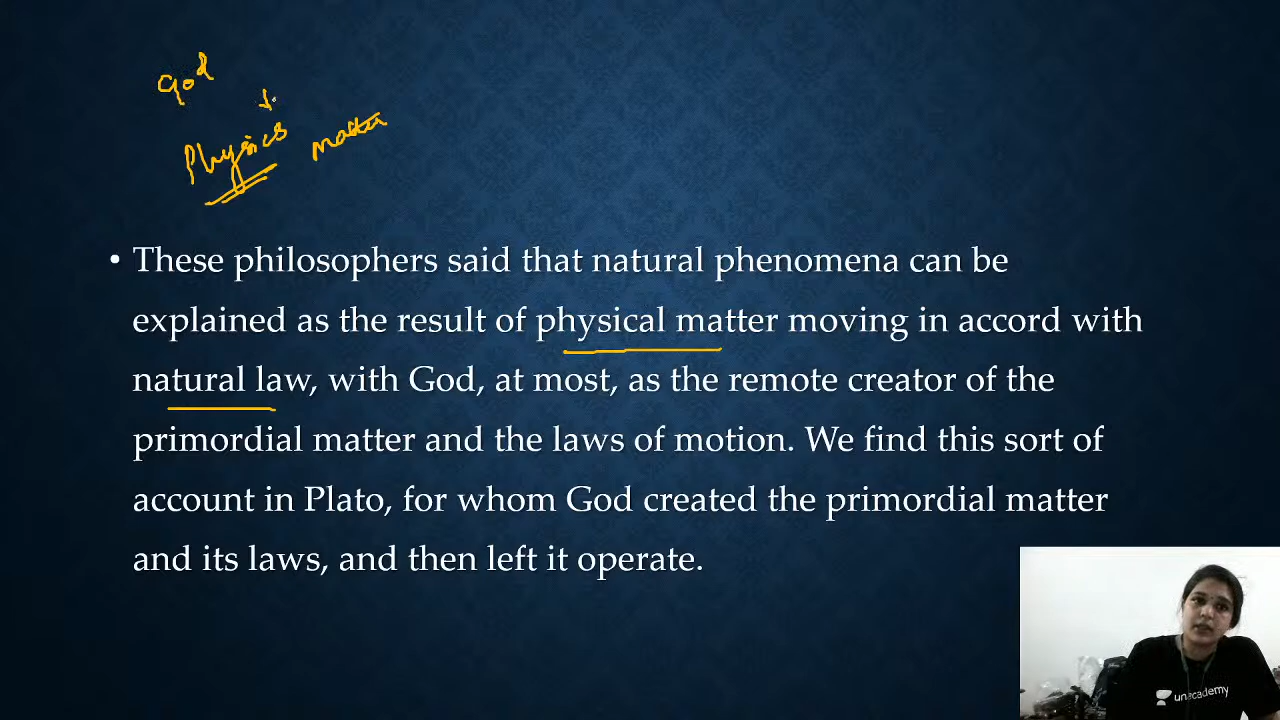 God
Physics matter
• These philosophers said that natural phenomena can be
explained as the result of physical matter moving in accord with
natural law, with God, at most, as the remote creator of the
primordial matter and the laws of motion. We find this sort of
account in Plato, for whom God created the primordial matter
and its laws, and then left it operate.
unacademy